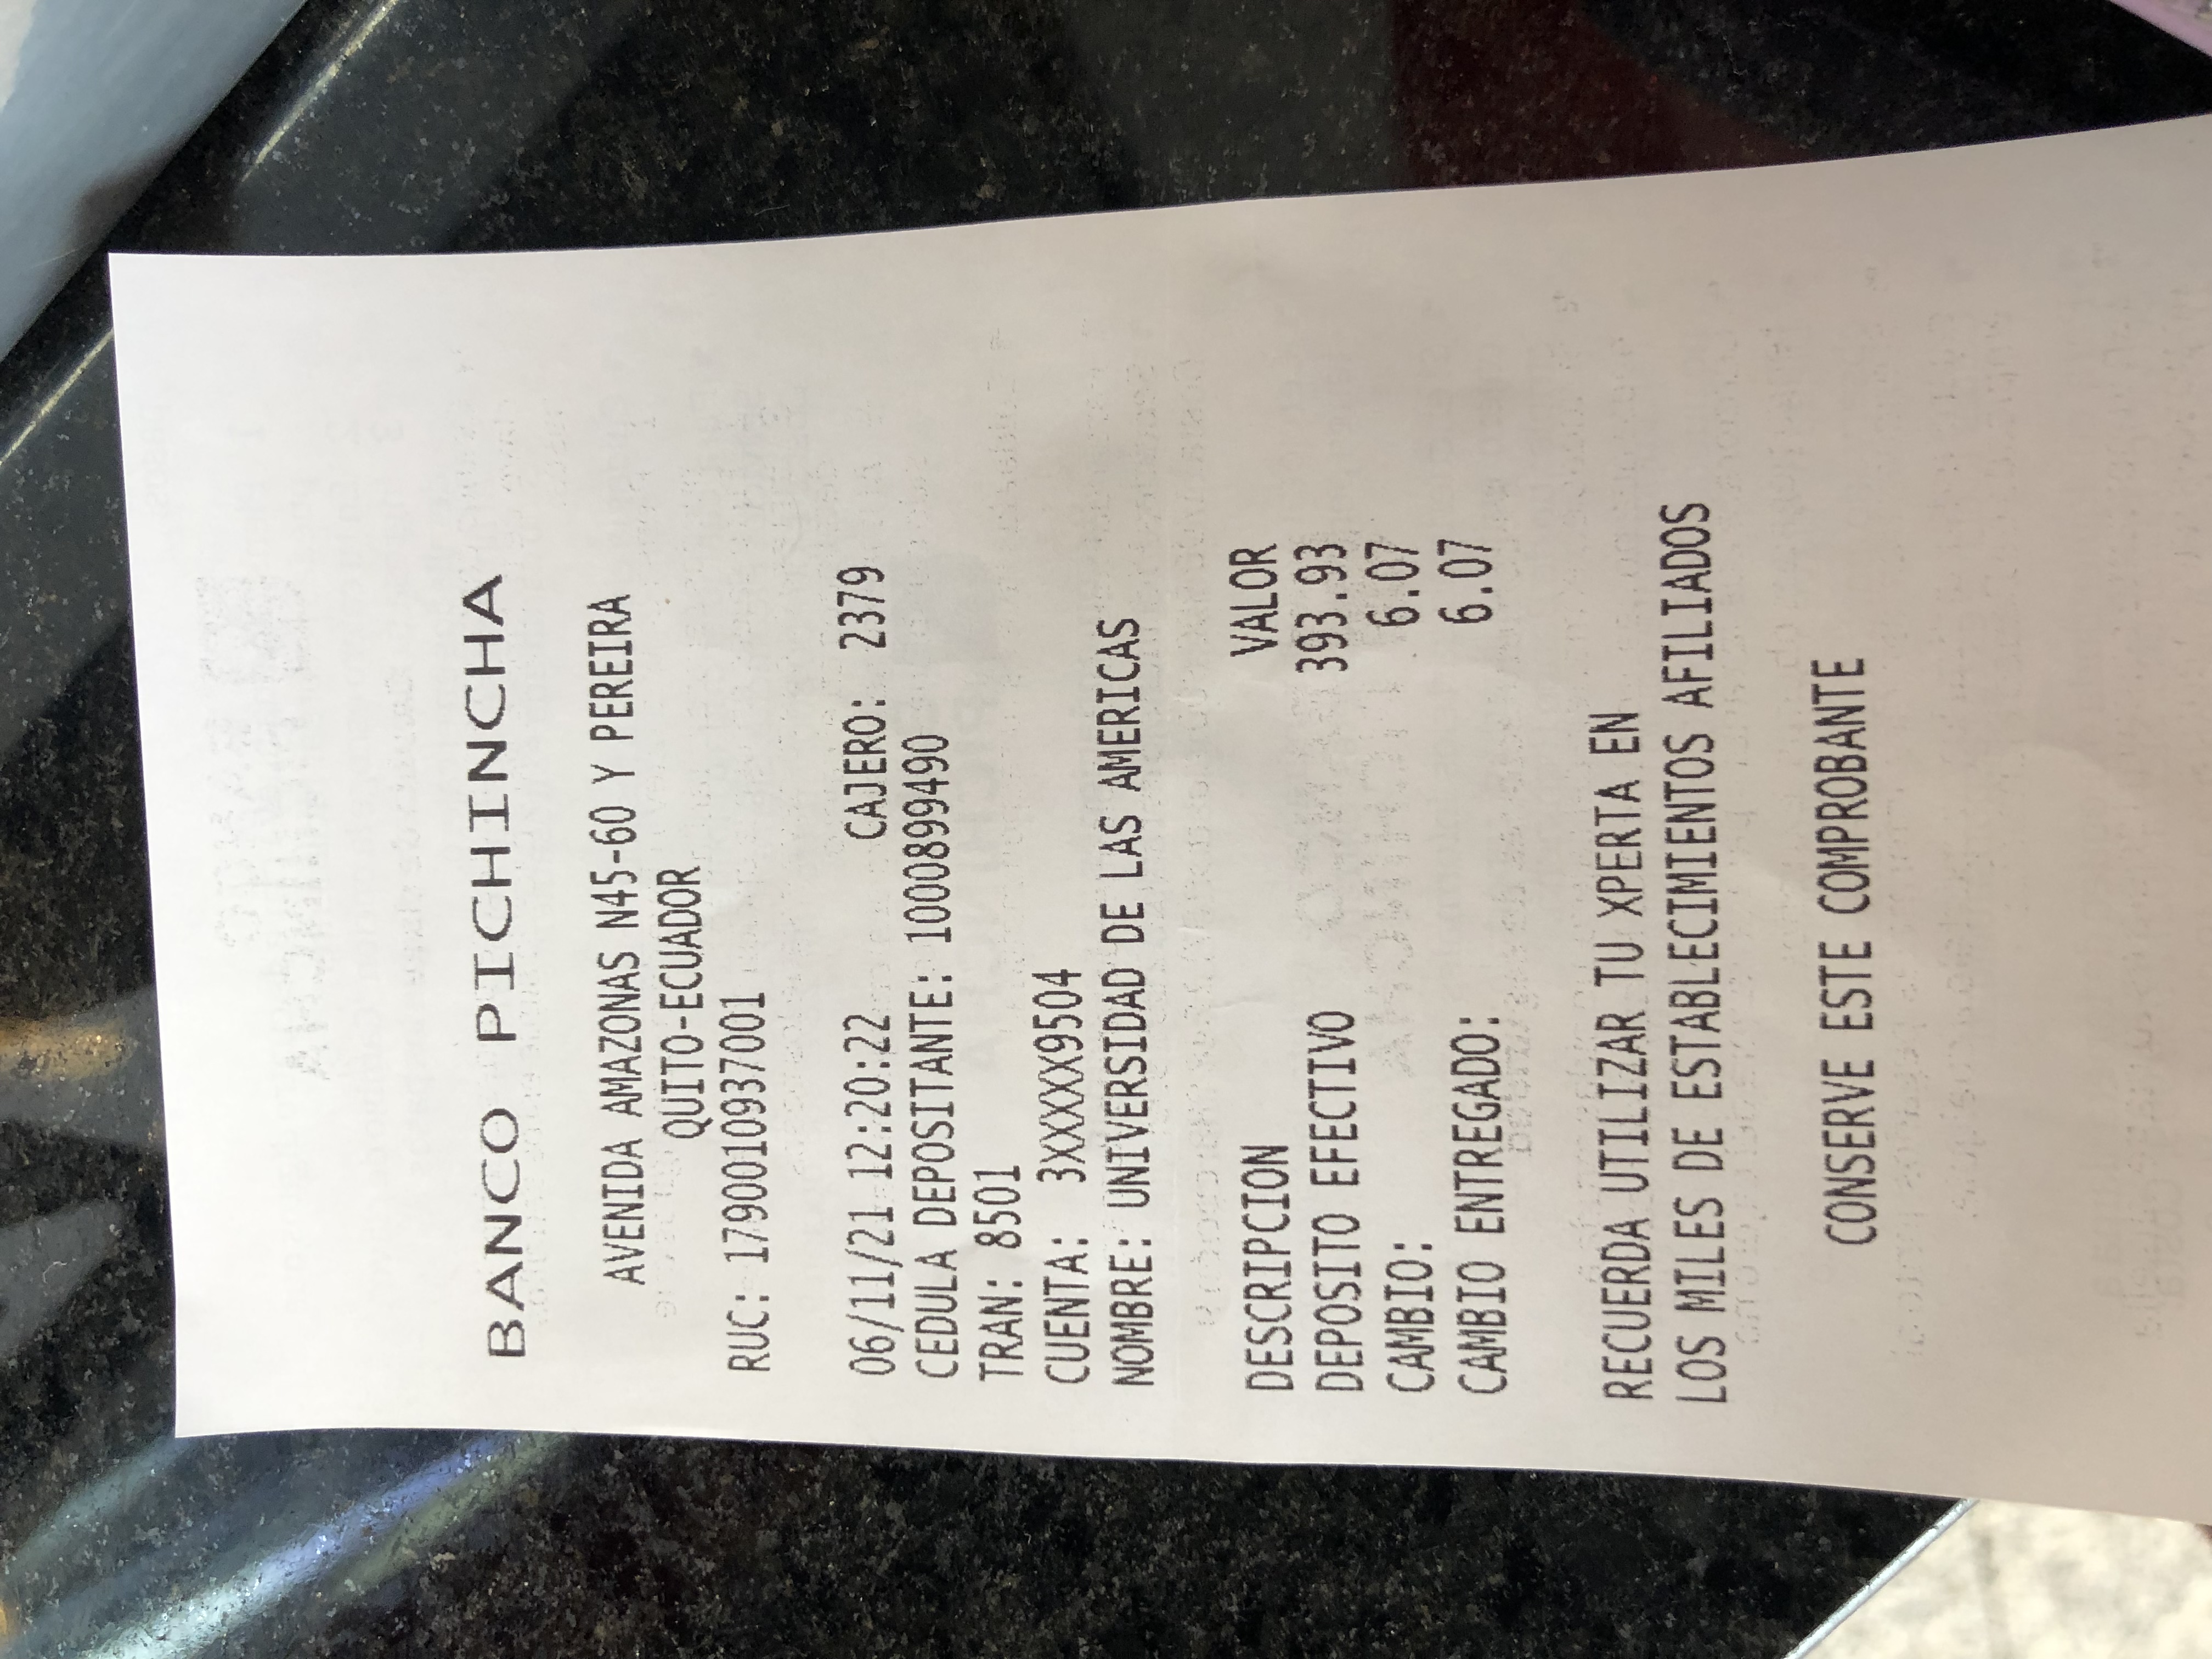 BANCO PICHINCHA
AVENIDA AMAZONAS N45-60 Y PEREIRA
QUITO-ECUADOR
RUC: 1790010937001
06/11/21 12:20:22 CAJERO: 2379
CEDULA DEPOSITANTE: 1000899490
TRAN: 8501
CUENTA: 3XXXXX9504
NOMBRE: UNIVERSIDAD DE LAS AMERICAS
DESCRIPCION VALOR
DEPOSITO EFECTIVO 393.93
CAMBIO: 6.07
CAMBIO ENTREGADO: 6.07
RECUERDA UTILIZAR TU XPERTA EN
LOS MILES DE ESTABLECIMIENTOS AFILIADOS
CONSERVE ESTE COMPROBANTE